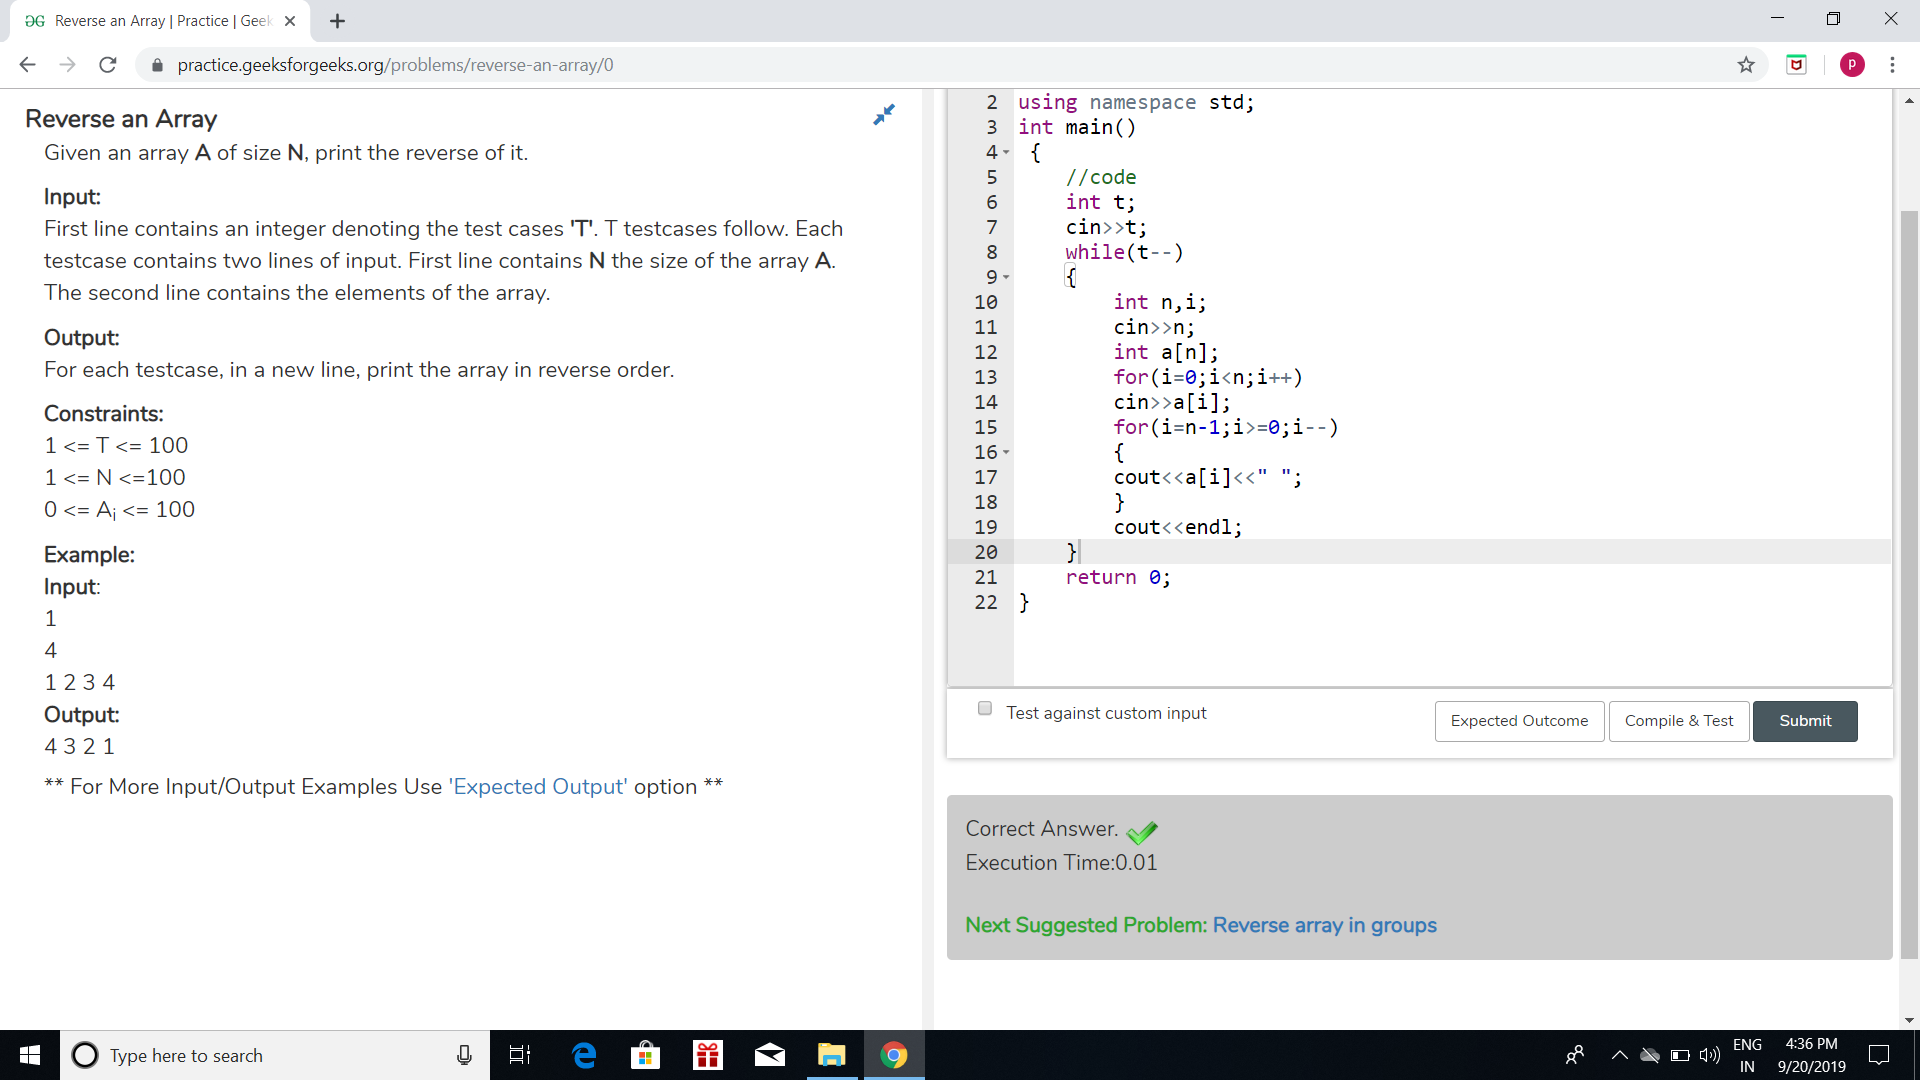 Reverse an Array | Practice | Geek
practice.geeksforgeeks.org/problems/reverse-an-array/0
P
Reverse an Array
Given an array A of size N, print the reverse of it.
Input:
First line contains an integer denoting the test cases 'T'. T testcases follow. Each
testcase contains two lines of input. First line contains N the size of the array A.
The second line contains the elements of the array.
Output:
For each testcase, in a new line, print the array in reverse order.
Constraints:
1 <= T <= 100
1 <= N <=100
0 <= Ai <= 100
Example:
Input:
1
4
1 2 3 4
Output:
4 3 2 1
** For More Input/Output Examples Use 'Expected Output' option **
2 using namespace std;
3 int main()
4 {
5 //code
6 int t;
7 cin>>t;
8 while(t--)
9 {
10 int n,i;
11 cin>>n;
12 int a[n];
13 for(i=0;i<n;i++)
14 cin>>a[i];
15 for(i=n-1;i>=0;i--)
16 {
17 cout<<a[i]<<" ";
18 }
19 cout<<endl;
20 }
21 return 0;
22 }
Test against custom input
Expected Outcome
Compile & Test
Submit
Correct Answer.
Execution Time:0.01
Next Suggested Problem: Reverse array in groups
Type here to search
ENG
IN
4:36 PM
9/20/2019